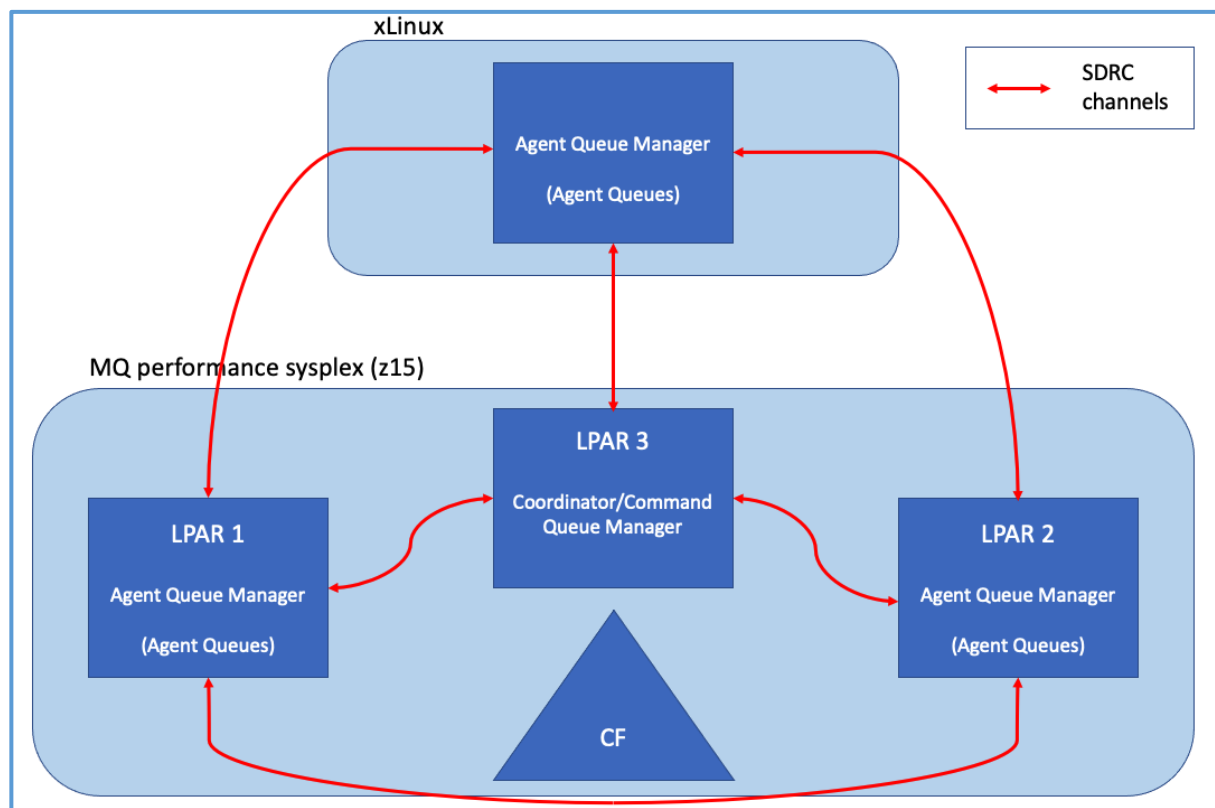 xLinux
SDRC
channels
Agent Queue Manager
(Agent Queues)
MQ performance sysplex (z15)
LPAR 3
Coordinator/Command
Queue Manager
LPAR 1
Agent Queue Manager
(Agent Queues)
LPAR 2
Agent Queue Manager
(Agent Queues)
CF